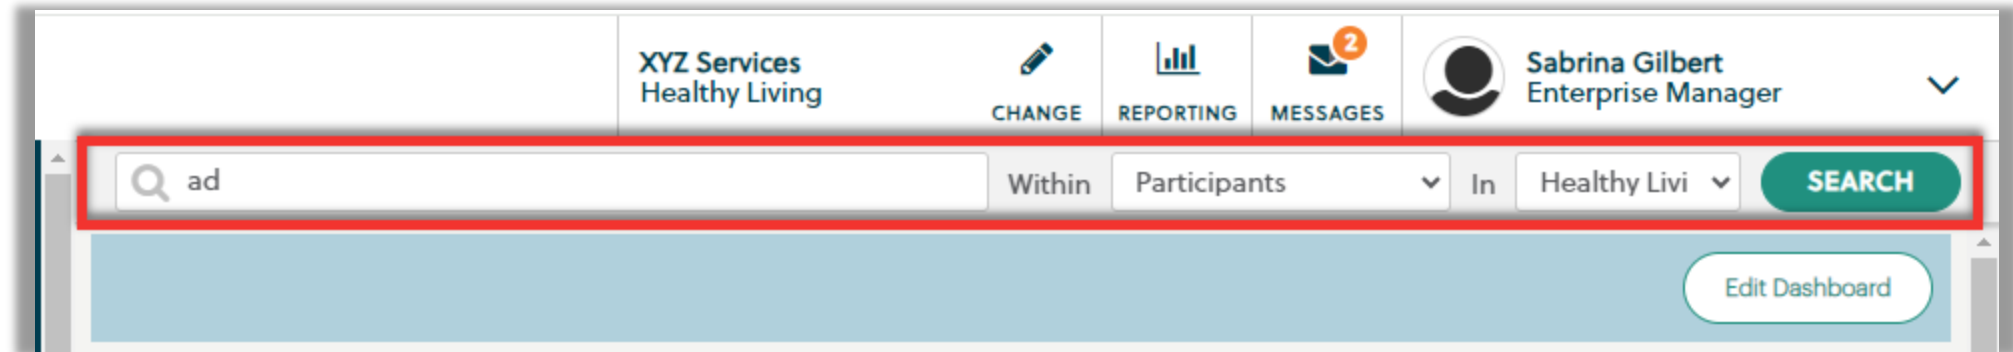 XYZ Services
Healthy Living
CHANGE
REPORTING
2
MESSAGES
Sabrina Gilbert
Enterprise Manager
ad
Within
Participants
In
Healthy Livi
SEARCH
Edit Dashboard